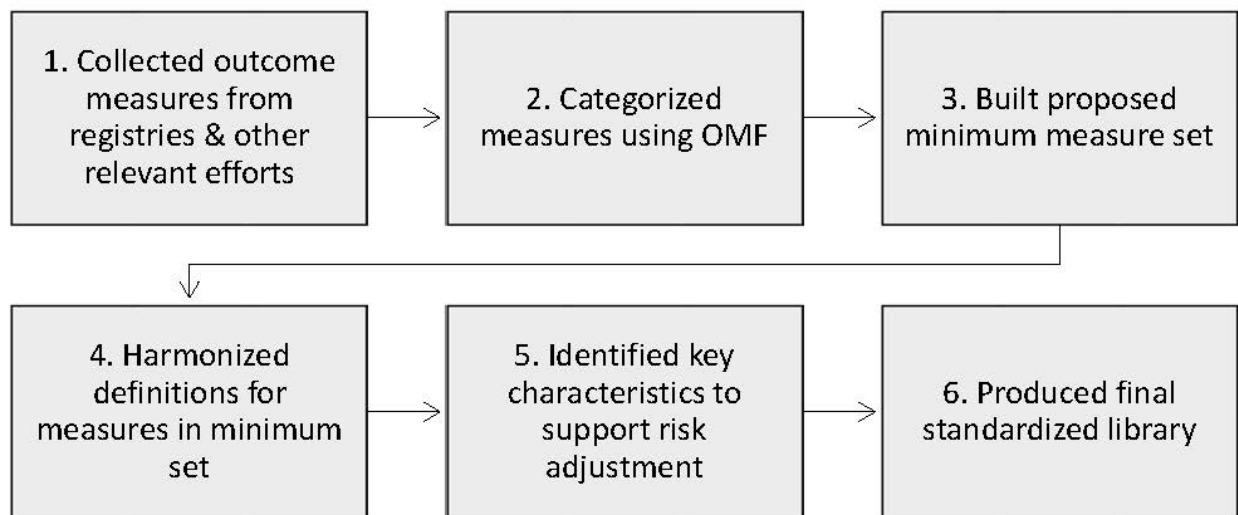 1. Collected outcome
measures from
registries & other
relevant efforts
2. Categorized
measures using OMF
3. Built proposed
minimum measure set
4. Harmonized
definitions for
measures in minimum
set
5. Identified key
characteristics to
support risk
adjustment
6. Produced final
standardized library